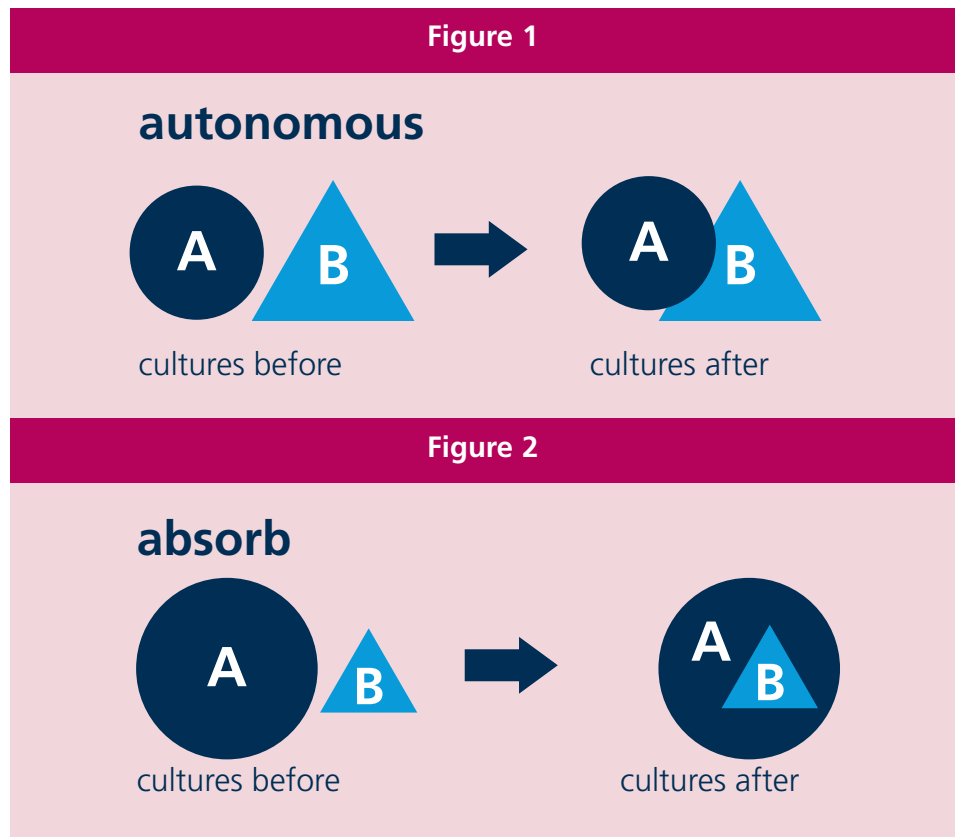 Figure 1
autonomous
A B A B
cultures before cultures after
Figure 2
absorb
A B A B
cultures before cultures after